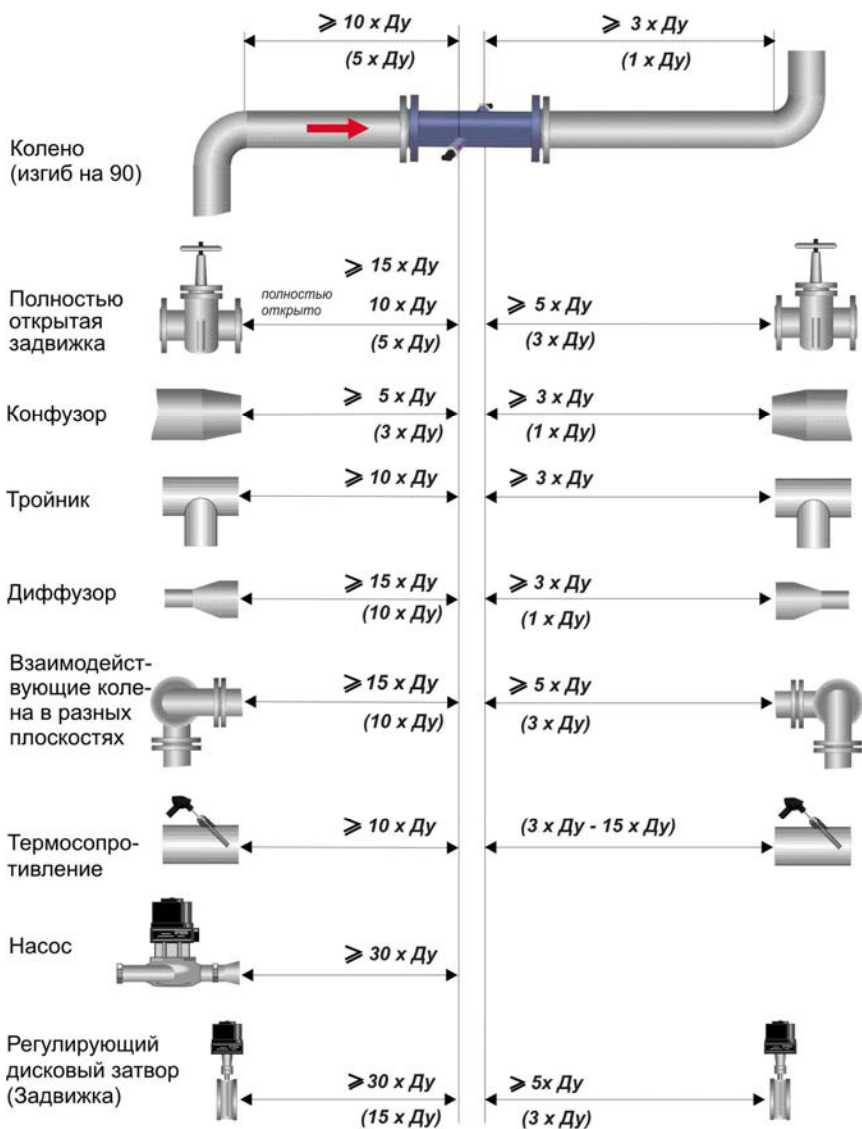 ⩾ 10 x Ду
(5 x Ду)
⩾ 3 x Ду
(1 x Ду)
Колено
(изгиб на 90)
Полностью
открытая
задвижка
полностью
открыто
⩾ 15 x Ду
10 x Ду
(5 x Ду)
⩾ 5 x Ду
(3 x Ду)
Конфузор
⩾ 5 x Ду
(3 x Ду)
⩾ 3 x Ду
(1 x Ду)
Тройник
⩾ 10 x Ду
⩾ 3 x Ду
Диффузор
⩾ 15 x Ду
(10 x Ду)
⩾ 3 x Ду
(1 x Ду)
Взаимодейст-
вующие коле-
на в разных
плоскостях
⩾ 15 x Ду
(10 x Ду)
⩾ 5 x Ду
(3 x Ду)
Термосопро-
тивление
⩾ 10 x Ду
(3 x Ду - 15 x Ду)
Насос
⩾ 30 x Ду
Регулирующий
дисковый затвор
(Задвижка)
⩾ 30 x Ду
(15 x Ду)
⩾ 5x Ду
(3 x Ду)